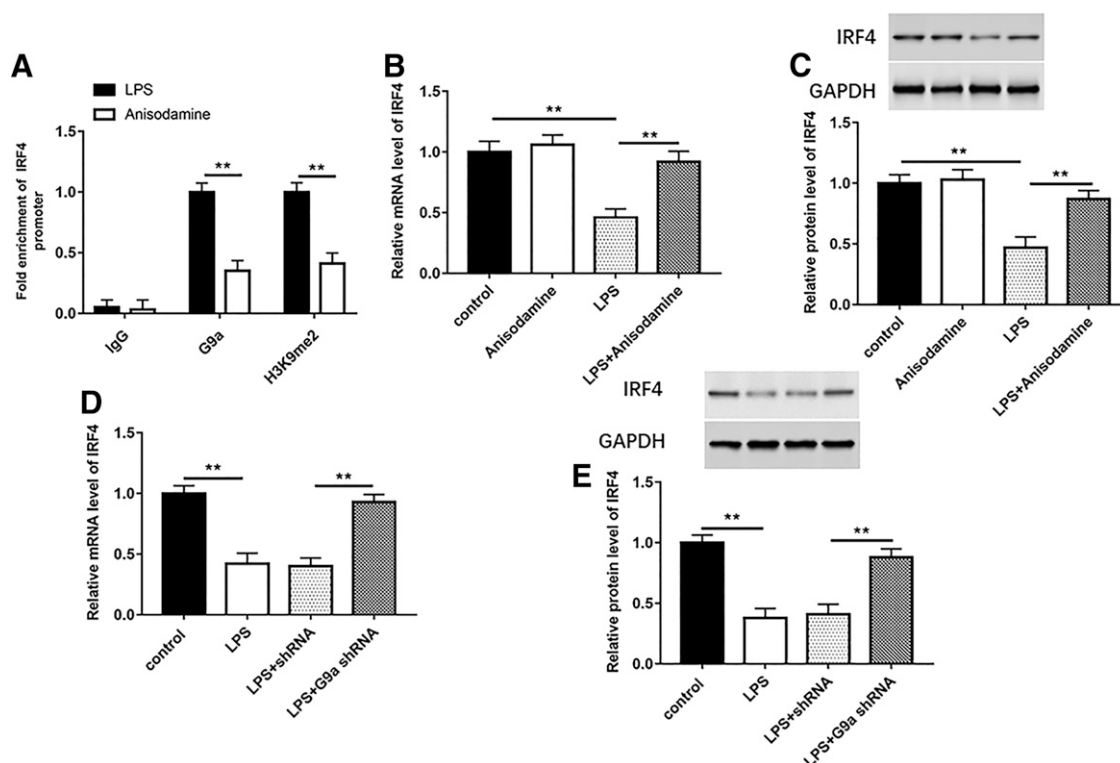 A
LPS
Anisodamine
Fold enrichment of IRF4
promoter
1.5
1.0
0.5
0.0
**
**
IgG
G9a
H3K9me2
B
Relative mRNA level of IRF4
1.5
1.0
0.5
0.0
**
**
control
Anisodamine
LPS
LPS+Anisodamine
C
IRF4
GAPDH
Relative protein level of IRF4
1.5
1.0
0.5
0.0
**
**
control
Anisodamine
LPS
LPS+Anisodamine
D
Relative mRNA level of IRF4
1.5
1.0
0.5
0.0
**
**
control
LPS
LPS+shRNA
LPS+G9a shRNA
IRF4
GAPDH
E
Relative protein level of IRF4
1.5
1.0
0.5
0.0
**
**
control
LPS
LPS+shRNA
LPS+G9a shRNA